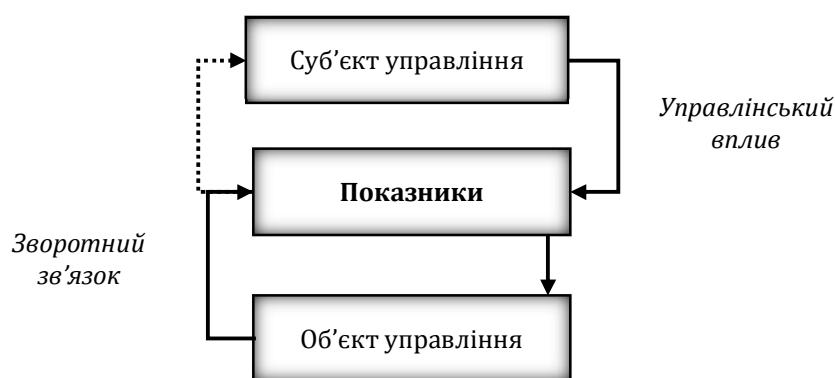 Суб’єкт управління
Управлінський
вплив
Показники
Зворотний
зв’язок
Об’єкт управління